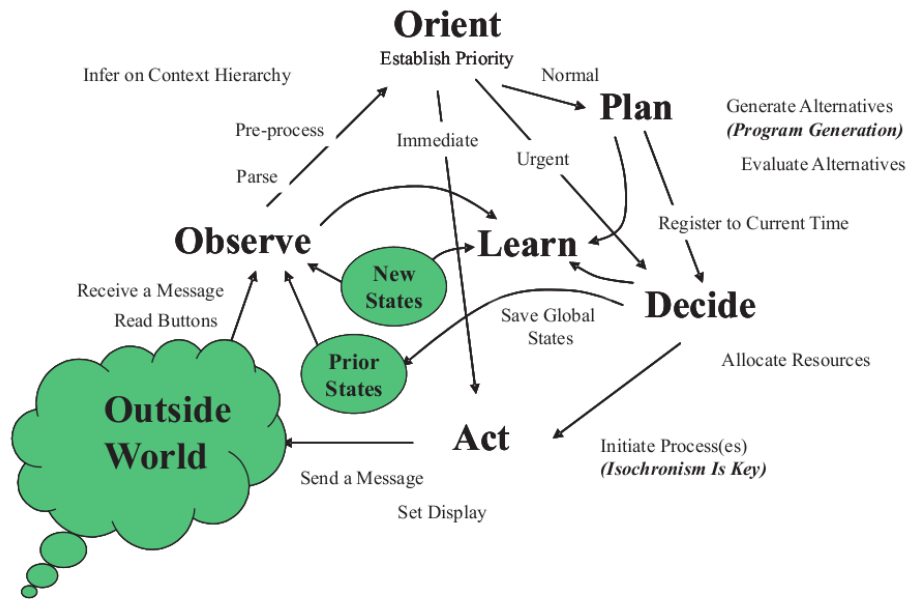 Orient
Establish Priority
Infer on Context Hierarchy
Normal
Plan
Generate Alternatives
(Program Generation)
Evaluate Alternatives
Pre-process
Immediate
Urgent
Parse
Register to Current Time
Observe
Learn
New
States
Receive a Message
Read Buttons
Decide
Save Global
States
Prior
States
Allocate Resources
Outside
World
Act
Initiate Process(es)
(Isochronism Is Key)
Send a Message
Set Display